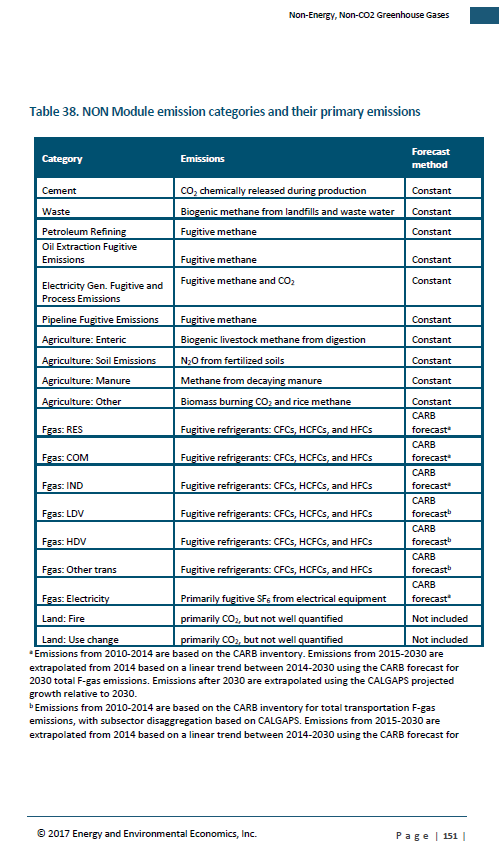 Non-Energy, Non-CO2 Greenhouse Gases
Table 38. NON Module emission categories and their primary emissions
Category Emissions Forecast method
Cement CO₂ chemically released during production Constant
Waste Biogenic methane from landfills and waste water Constant
Petroleum Refining Fugitive methane Constant
Oil Extraction Fugitive Emissions Fugitive methane Constant
Electricity Gen. Fugitive and Process Emissions Fugitive methane and CO₂ Constant
Pipeline Fugitive Emissions Fugitive methane Constant
Agriculture: Enteric Biogenic livestock methane from digestion Constant
Agriculture: Soil Emissions N₂O from fertilized soils Constant
Agriculture: Manure Methane from decaying manure Constant
Agriculture: Other Biomass burning CO₂ and rice methane Constant
Fgas: RES Fugitive refrigerants: CFCs, HCFCs, and HFCs CARB forecastᵃ
Fgas: COM Fugitive refrigerants: CFCs, HCFCs, and HFCs CARB forecastᵃ
Fgas: IND Fugitive refrigerants: CFCs, HCFCs, and HFCs CARB forecastᵃ
Fgas: LDV Fugitive refrigerants: CFCs, HCFCs, and HFCs CARB forecastᵇ
Fgas: HDV Fugitive refrigerants: CFCs, HCFCs, and HFCs CARB forecastᵇ
Fgas: Other trans Fugitive refrigerants: CFCs, HCFCs, and HFCs CARB forecastᵇ
Fgas: Electricity Primarily fugitive SF₆ from electrical equipment CARB forecastᵃ
Land: Fire primarily CO₂, but not well quantified Not included
Land: Use change primarily CO₂, but not well quantified Not included
ᵃ Emissions from 2010-2014 are based on the CARB inventory. Emissions from 2015-2030 are
extrapolated from 2014 based on a linear trend between 2014-2030 using the CARB forecast for
2030 total F-gas emissions. Emissions after 2030 are extrapolated using the CALGAPS projected
growth relative to 2030.
ᵇ Emissions from 2010-2014 are based on the CARB inventory for total transportation F-gas
emissions, with subsector disaggregation based on CALGAPS. Emissions from 2015-2030 are
extrapolated from 2014 based on a linear trend between 2014-2030 using the CARB forecast for
© 2017 Energy and Environmental Economics, Inc. Page | 151 |